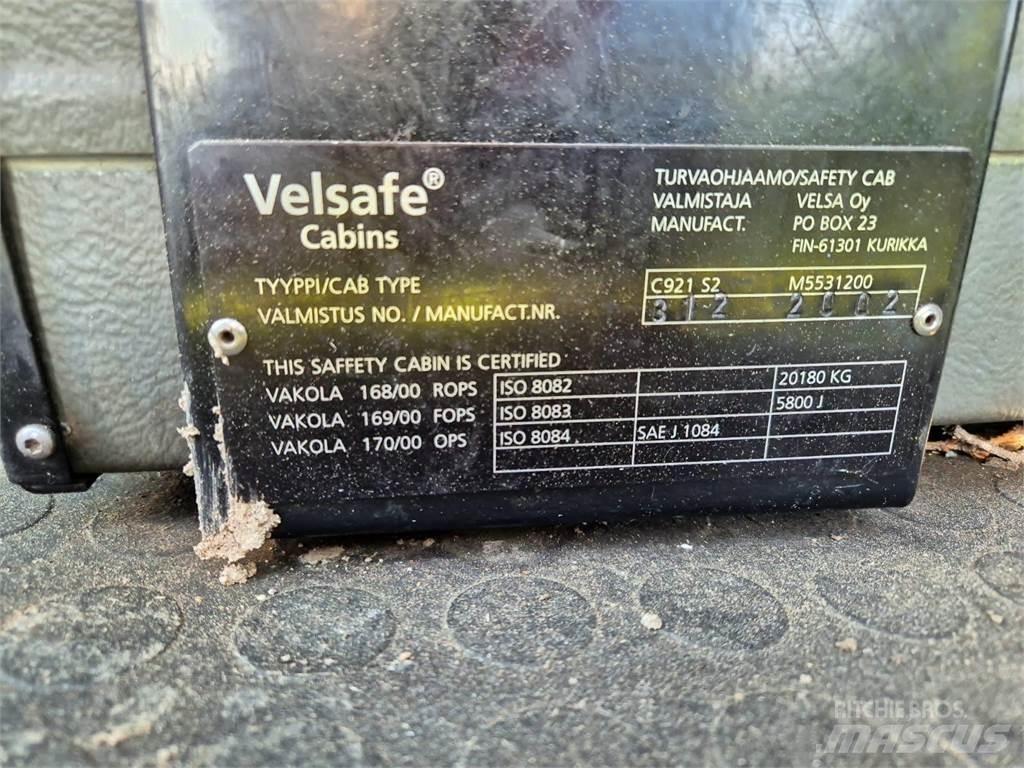 Velsafe®
Cabins
TURVAOHJAAMO/SAFETY CAB
VALMISTAJA VELSA Oy
MANUFACT. PO BOX 23
FIN-61301 KURIKKA
TYYPPI/CAB TYPE C921 S2 M5531200
VALMISTUS NO. / MANUFACT.NR. 312 2002
THIS SAFFETY CABIN IS CERTIFIED
VAKOLA 168/00 ROPS ISO 8082 20180 KG
VAKOLA 169/00 FOPS ISO 8083 5800 J
VAKOLA 170/00 OPS ISO 8084 SAE J 1084
RITCHIE BROS.
MASCUS